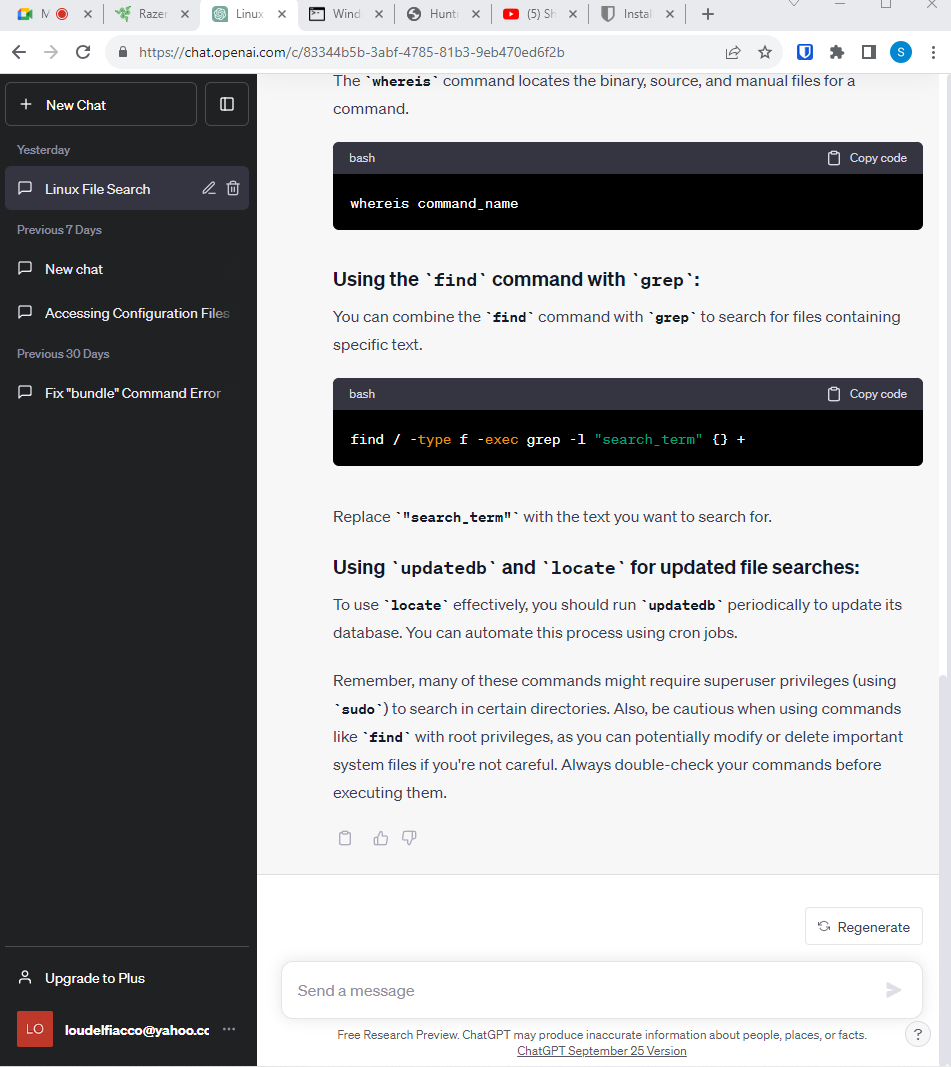 M
Razer
Linux
Wind
Hunt
(5) Sh
Instal
https://chat.openai.com/c/83344b5b-3abf-4785-81b3-9eb470ed6f2b
S
New Chat
Yesterday
Linux File Search
Previous 7 Days
New chat
Accessing Configuration Files
Previous 30 Days
Fix "bundle" Command Error
Upgrade to Plus
LO
loudelfiacco@yahoo.cc
The `whereis` command locates the binary, source, and manual files for a
command.
bash
Copy code
whereis command_name
Using the `find` command with `grep`:
You can combine the `find` command with `grep` to search for files containing
specific text.
bash
Copy code
find / -type f -exec grep -l "search_term" {} +
Replace `"search_term"` with the text you want to search for.
Using `updatedb` and `locate` for updated file searches:
To use `locate` effectively, you should run `updatedb` periodically to update its
database. You can automate this process using cron jobs.
Remember, many of these commands might require superuser privileges (using
`sudo`) to search in certain directories. Also, be cautious when using commands
like `find` with root privileges, as you can potentially modify or delete important
system files if you're not careful. Always double-check your commands before
executing them.
Regenerate
Send a message
Free Research Preview. ChatGPT may produce inaccurate information about people, places, or facts.
ChatGPT September 25 Version
?